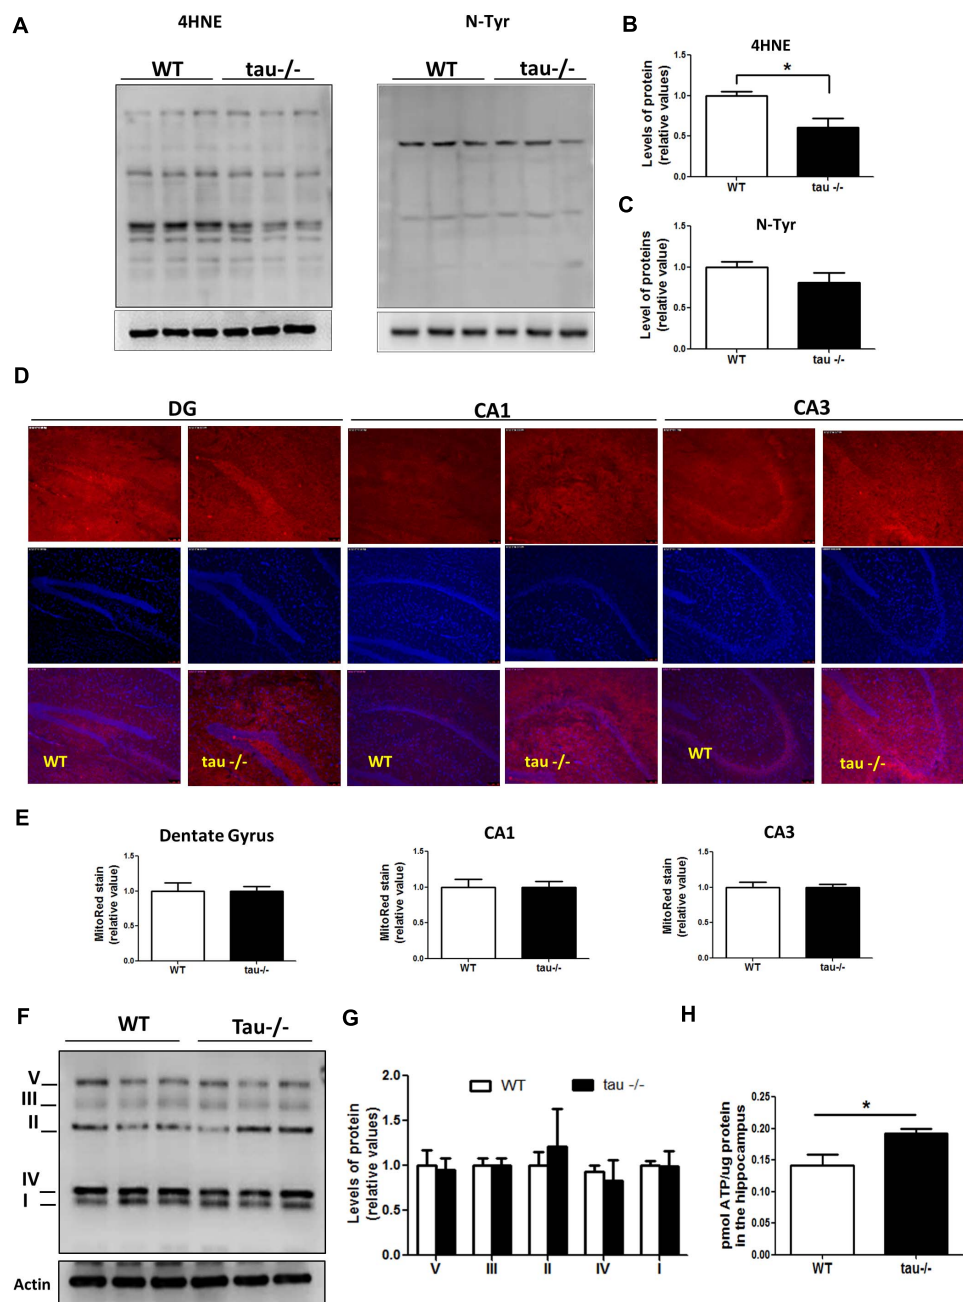 A
4HNE
N-Tyr
WT
tau-/-
WT
tau-/-
B
4HNE
*
Levels of protein
(relative values)
1.5
1.0
0.5
0.0
WT
tau -/-
C
N-Tyr
Level of proteins
(relative value)
1.5
1.0
0.5
0.0
WT
tau -/-
D
DG
CA1
CA3
WT
tau -/-
WT
tau -/-
WT
tau -/-
E
Dentate Gyrus
MitoRed stain
(relative value)
1.5
1.0
0.5
0.0
WT
tau-/-
CA1
MitoRed stain
(relative value)
1.5
1.0
0.5
0.0
WT
tau-/-
CA3
MitoRed stain
(relative value)
1.5
1.0
0.5
0.0
WT
tau-/-
F
WT
Tau-/-
V
III
II
IV
I
Actin
G
Levels of protein
(relative values)
2.0
1.5
1.0
0.5
0.0
WT
tau -/-
V
III
II
IV
I
H
*
pmol ATP/ug protein
in the hippocampus
0.25
0.20
0.15
0.10
0.05
0.00
WT
tau-/-